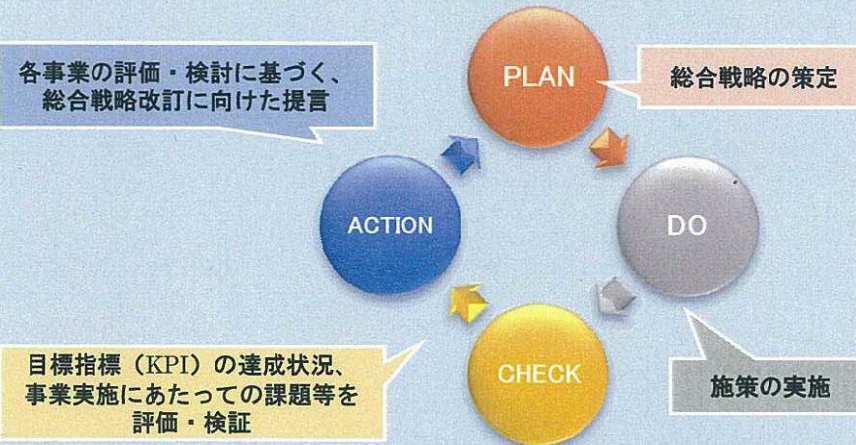 PLAN
総合戦略の策定
各事業の評価・検討に基づく、
総合戦略改訂に向けた提言
ACTION
DO
目標指標（KPI）の達成状況、
事業実施にあたっての課題等を
評価・検証
CHECK
施策の実施